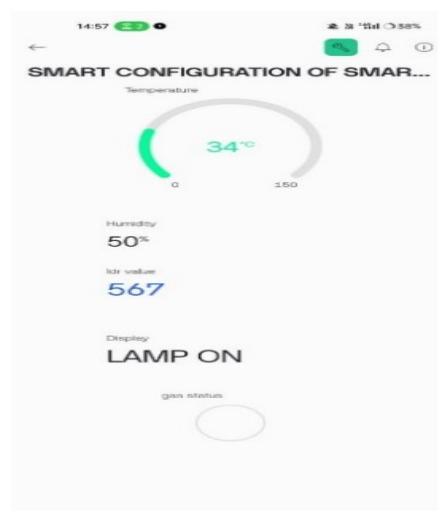 14:57
58%
SMART CONFIGURATION OF SMAR...
Temperature
34°C
0 150
Humidity
50%
ldr value
567
Display
LAMP ON
gas status